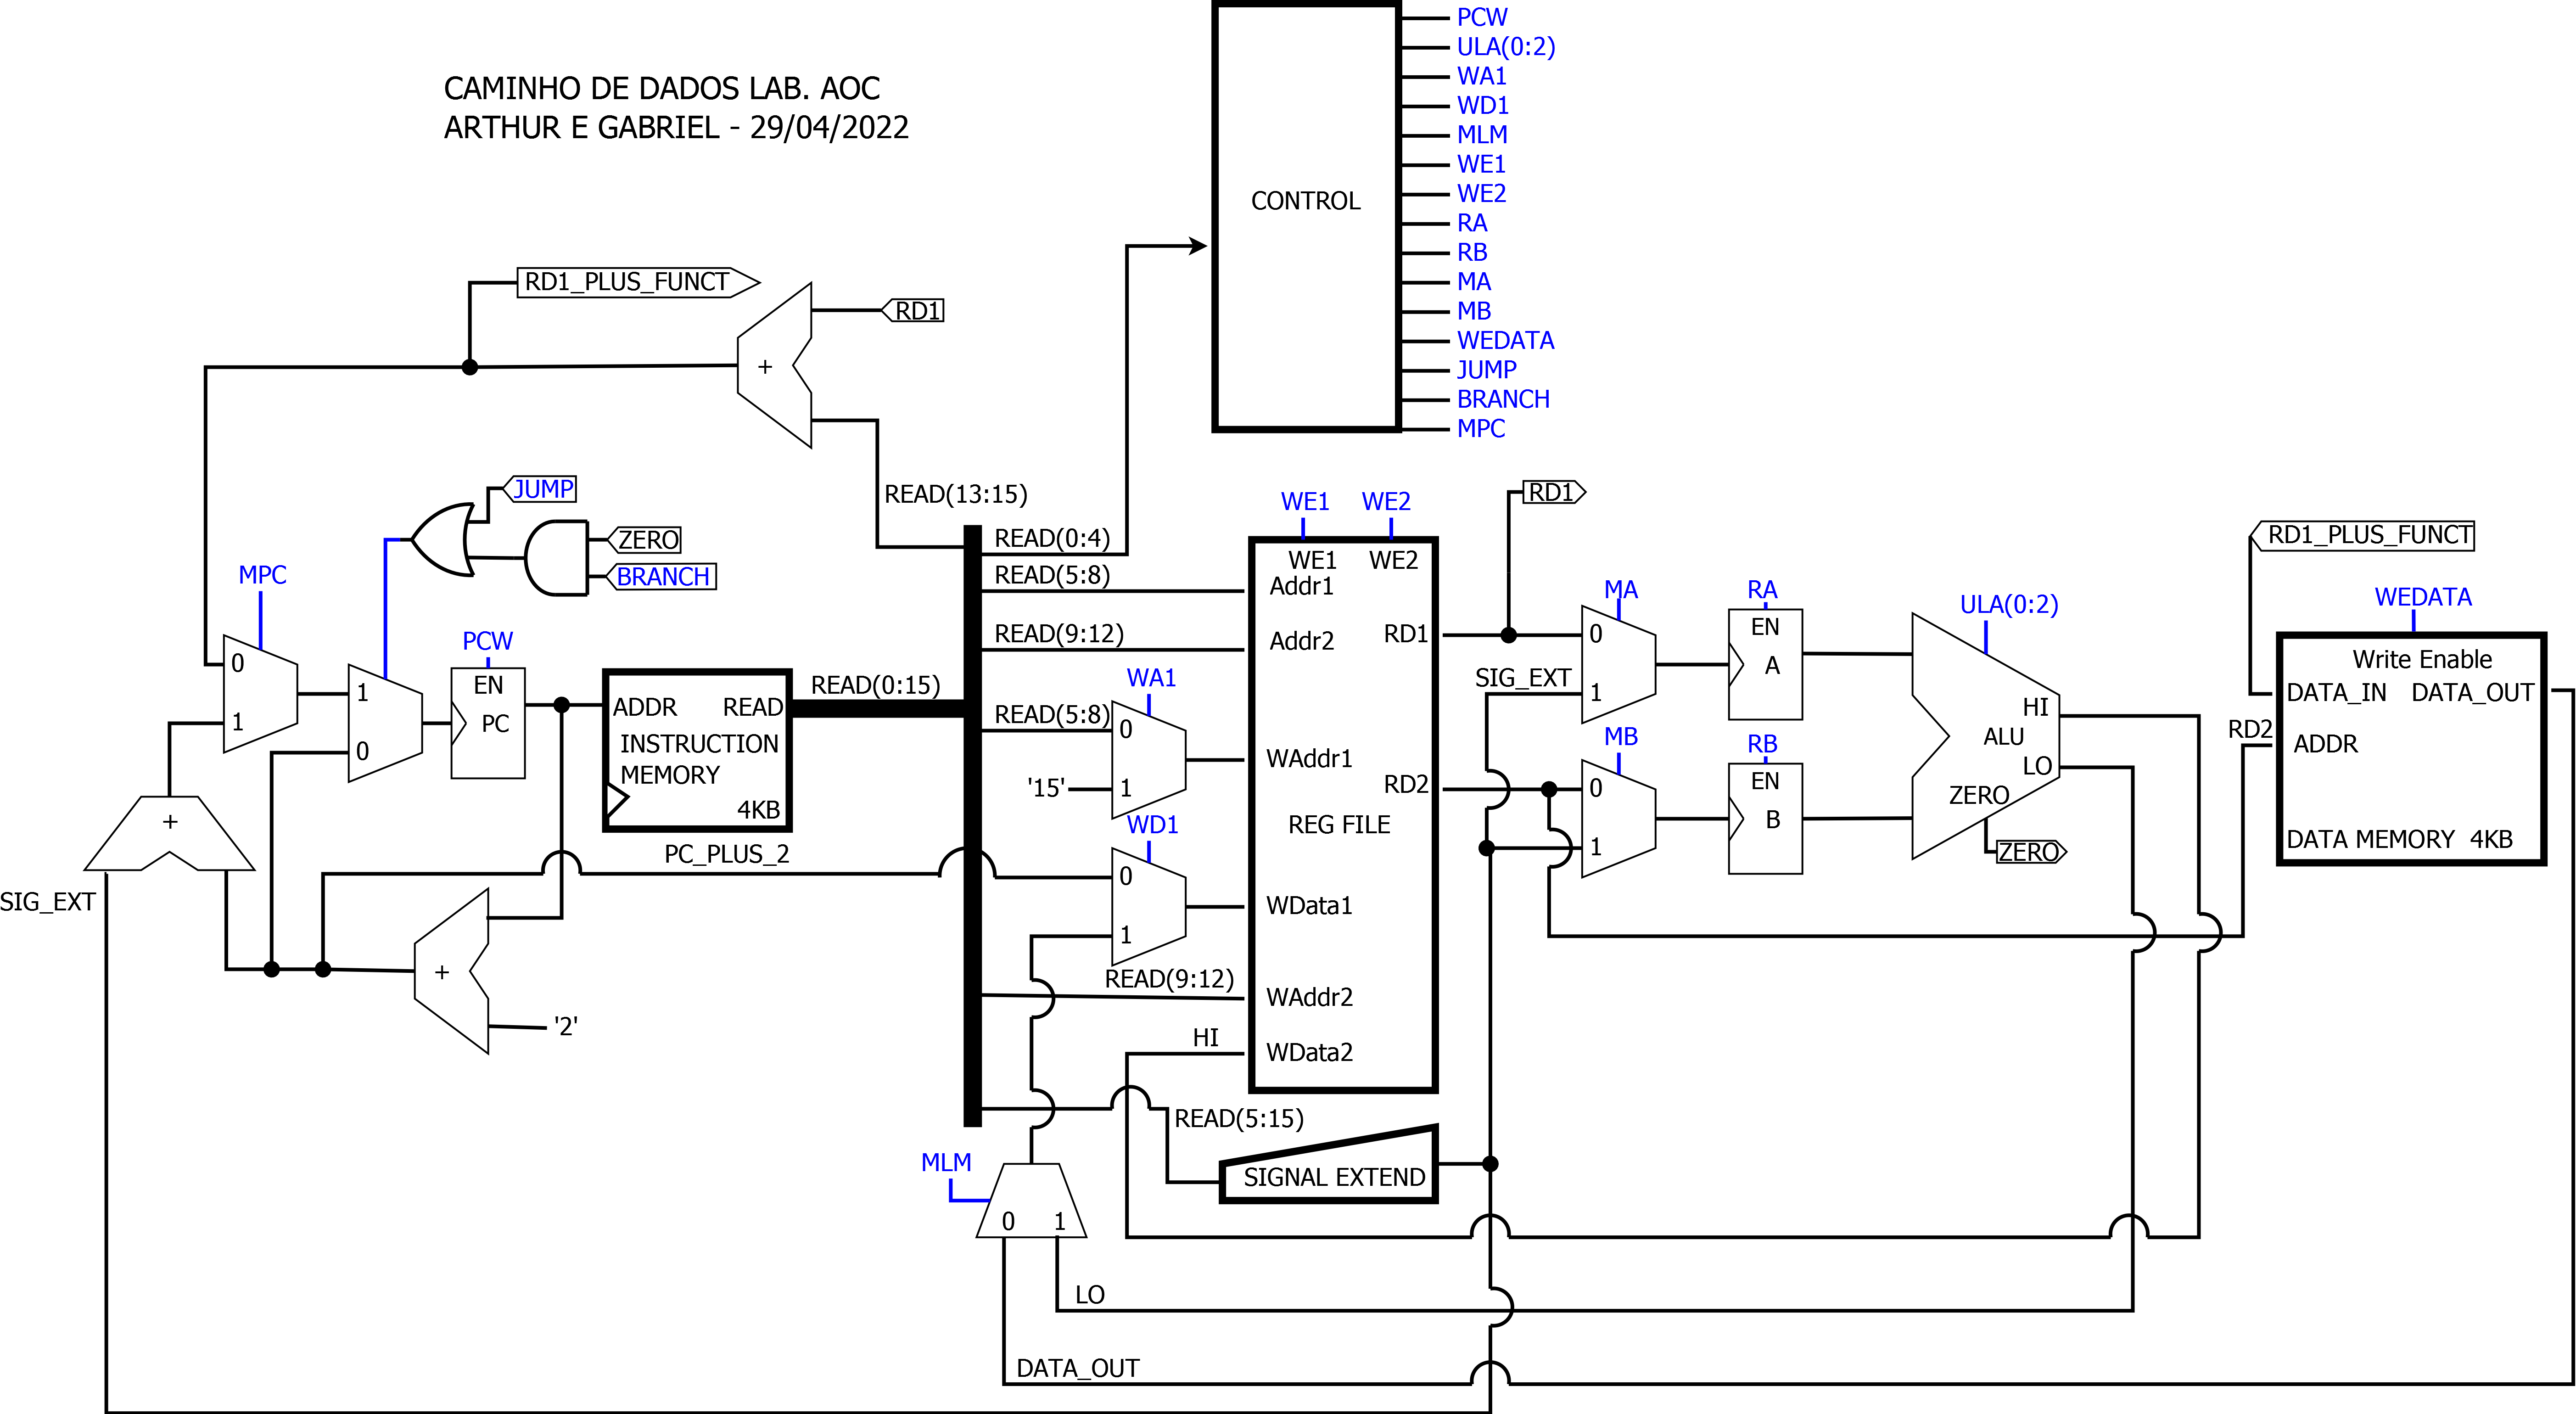 CAMINHO DE DADOS LAB. AOC
ARTHUR E GABRIEL - 29/04/2022
CONTROL
PCW
ULA(0:2)
WA1
WD1
MLM
WE1
WE2
RA
RB
MA
MB
WEDATA
JUMP
BRANCH
MPC
RD1_PLUS_FUNCT
RD1
+
JUMP
ZERO
BRANCH
MPC
0
1
1
0
PCW
EN
PC
ADDR READ
INSTRUCTION
MEMORY
4KB
READ(0:15)
+
SIG_EXT
PC_PLUS_2
+
'2'
READ(13:15)
READ(0:4)
READ(5:8)
READ(9:12)
READ(5:8)
WA1
0
'15'
1
WD1
0
1
READ(9:12)
HI
READ(5:15)
SIGNAL EXTEND
MLM
0 1
LO
DATA_OUT
WE1 WE2
WE1 WE2
Addr1
Addr2
RD1
WAddr1
RD2
REG FILE
WData1
WAddr2
WData2
RD1
SIG_EXT
MA
0
1
MB
0
1
RA
EN
A
RB
EN
B
ULA(0:2)
HI
ALU
LO
ZERO
ZERO
RD1_PLUS_FUNCT
WEDATA
Write Enable
DATA_IN DATA_OUT
RD2
ADDR
DATA MEMORY 4KB